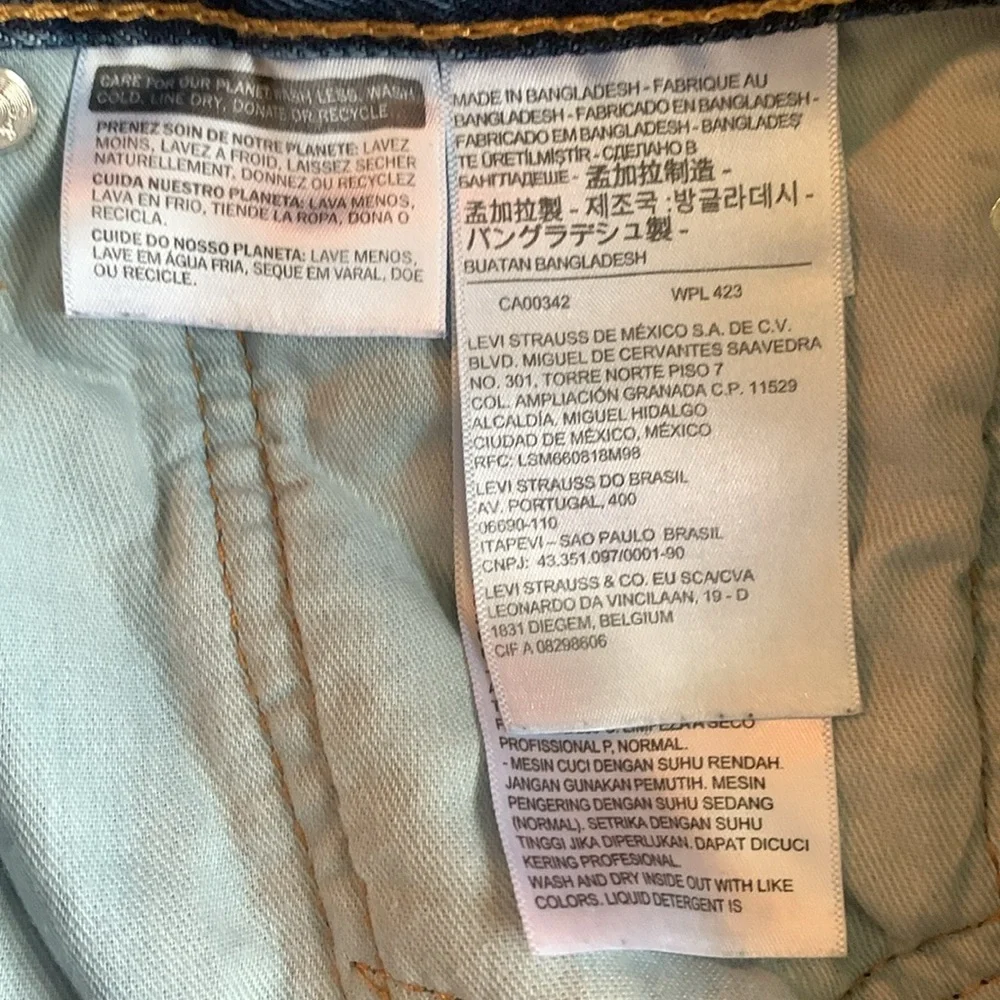 CARE FOR OUR PLANET: WASH LESS, WASH
COLD, LINE DRY, DONATE OR RECYCLE
PRENEZ SOIN DE NOTRE PLANETE: LAVEZ
MOINS, LAVEZ A FROID, LAISSEZ SECHER
NATURELLEMENT, DONNEZ OU RECYCLEZ
CUIDA NUESTRO PLANETA: LAVA MENOS,
LAVA EN FRIO, TIENDE LA ROPA, DONA O
RECICLA.
CUIDE DO NOSSO PLANETA: LAVE MENOS,
LAVE EM ÁGUA FRIA, SEQUE EM VARAL, DOE
OU RECICLE.
MADE IN BANGLADESH - FABRIQUE AU
BANGLADESH - FABRICADO EN BANGLADESH -
FABRICADO EM BANGLADESH - BANGLADEŞ'
TE ÜRETİLMİŞTİR - СДЕЛАНО В
БАНГЛАДЕШЕ - 孟加拉制造 -
孟加拉製 - 제조국 :방글라데시 -
バングラデシュ製 -
BUATAN BANGLADESH
CA00342 WPL 423
LEVI STRAUSS DE MÉXICO S.A. DE C.V.
BLVD. MIGUEL DE CERVANTES SAAVEDRA
NO. 301, TORRE NORTE PISO 7
COL. AMPLIACIÓN GRANADA C.P. 11529
ALCALDÍA, MIGUEL HIDALGO
CIUDAD DE MÉXICO, MÉXICO
RFC: LSM660818M98
LEVI STRAUSS DO BRASIL
AV. PORTUGAL, 400
06690-110
ITAPEVI – SAO PAULO BRASIL
CNPJ: 43.351.097/0001-90
LEVI STRAUSS & CO. EU SCA/CVA
LEONARDO DA VINCILAAN, 19 - D
1831 DIEGEM, BELGIUM
CIF A 08298606
LIMPEZA A SECO
PROFISSIONAL P, NORMAL.
- MESIN CUCI DENGAN SUHU RENDAH.
JANGAN GUNAKAN PEMUTIH. MESIN
PENGERING DENGAN SUHU SEDANG
(NORMAL). SETRIKA DENGAN SUHU
TINGGI JIKA DIPERLUKAN. DAPAT DICUCI
KERING PROFESIONAL.
WASH AND DRY INSIDE OUT WITH LIKE
COLORS. LIQUID DETERGENT IS